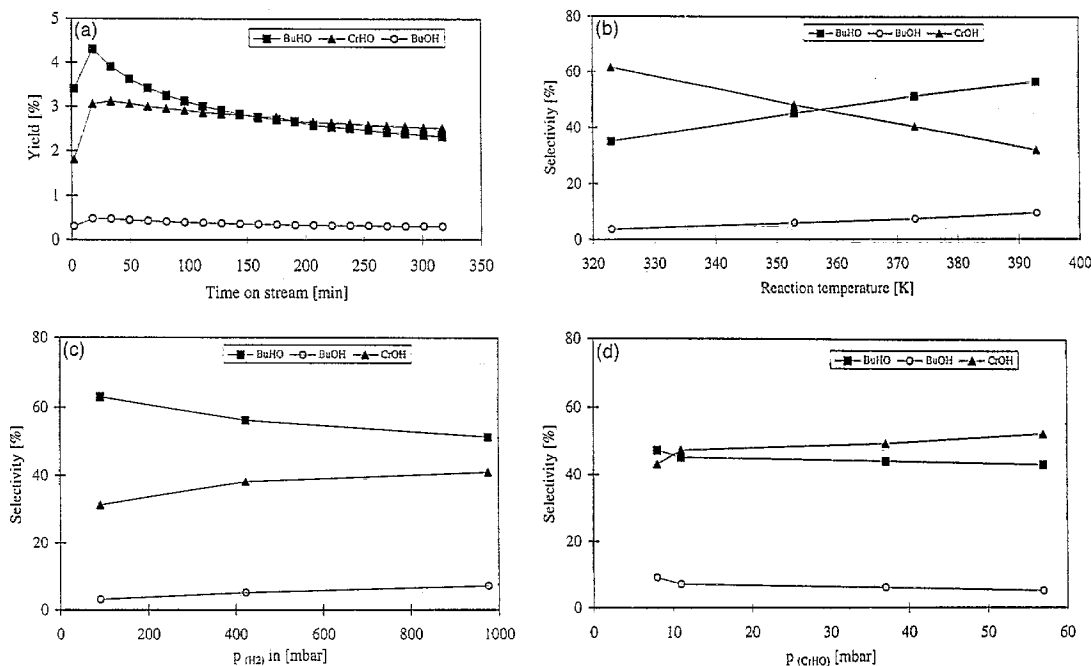 (a)
BuHO CrHO BuOH
Yield [%]
5
4
3
2
1
0
0 50 100 150 200 250 300 350
Time on stream [min]
(b)
BuHO BuOH CrOH
Selectivity [%]
80
60
40
20
0
320 330 340 350 360 370 380 390 400
Reaction temperature [K]
(c)
BuHO BuOH CrOH
Selectivity [%]
80
60
40
20
0
0 200 400 600 800 1000
p (H2) in [mbar]
(d)
BuHO BuOH CrOH
Selectivity [%]
80
60
40
20
0
0 10 20 30 40 50 60
p (CrHO) [mbar]